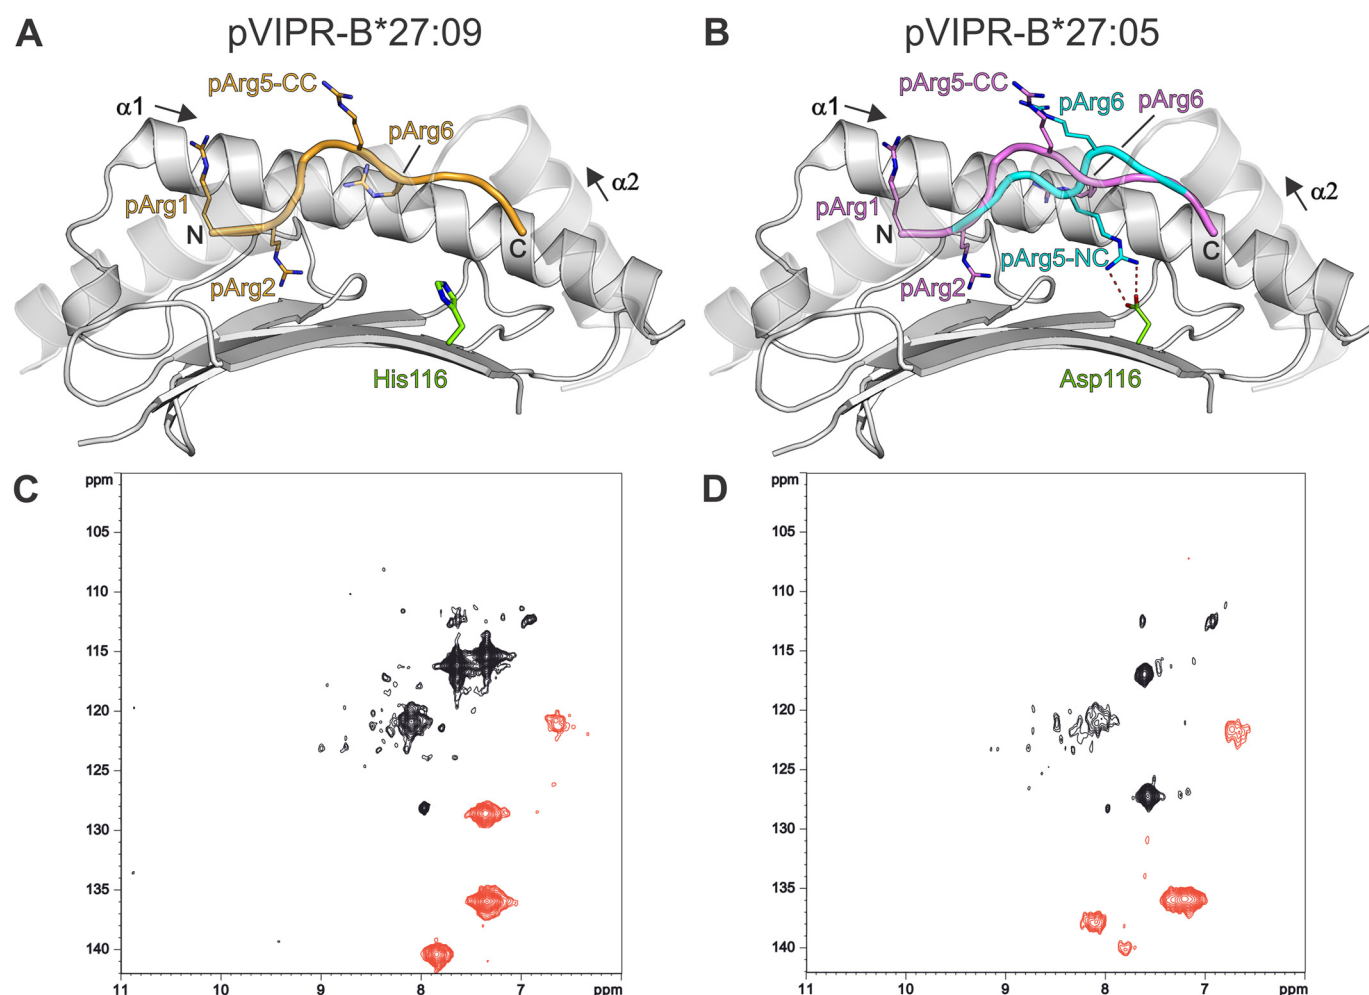 A pVIPR-B*27:09
pArg5-CC
α1
pArg6
α2
pArg1
N
C
pArg2
His116
B pVIPR-B*27:05
pArg5-CC
pArg6
pArg6
α1
α2
pArg1
N
C
pArg5-NC
pArg2
Asp116
C
ppm
105
110
115
120
125
130
135
140
11 10 9 8 7 ppm
D
ppm
105
110
115
120
125
130
135
140
10 9 8 7 ppm